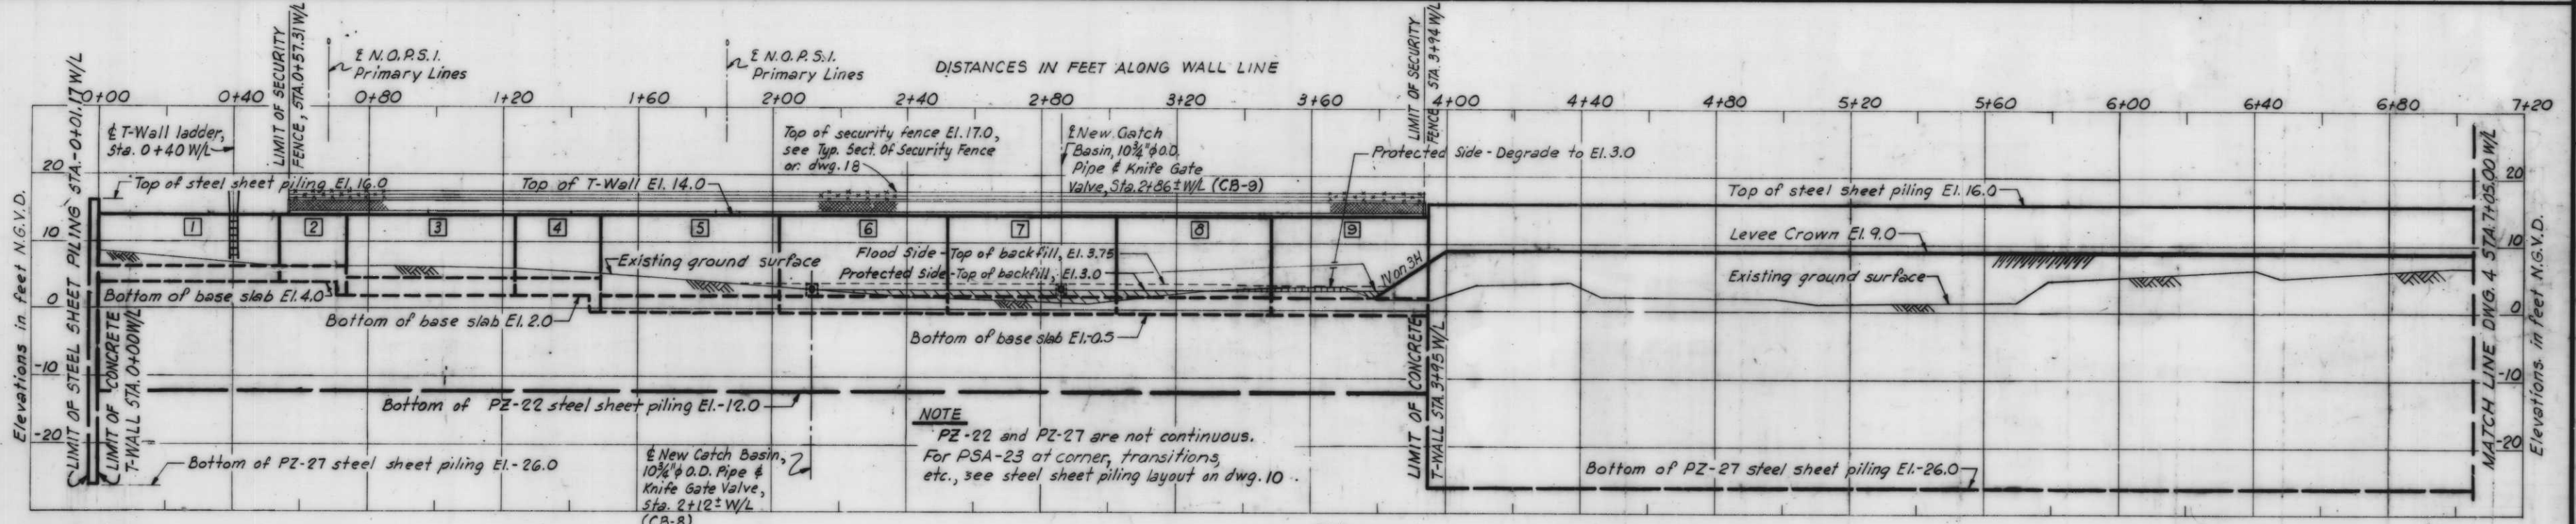 DISTANCES IN FEET ALONG WALL LINE
0+00 0+40 0+80 1+20 1+60 2+00 2+40 2+80 3+20 3+60 4+00 4+40 4+80 5+20 5+60 6+00 6+40 6+80 7+20
LIMIT OF SECURITY
FENCE, STA. 0+57.31 W/L
℄ N.O.P.S.I.
Primary Lines
℄ N.O.P.S.I.
Primary Lines
LIMIT OF SECURITY
FENCE STA. 3+94 W/L
℄ T-Wall ladder,
Sta. 0+40 W/L
Top of security fence El. 17.0,
see Typ. Sect. Of Security Fence
on dwg. 18
℄ New Catch
Basin, 10¾"ϕ O.D.
Pipe & Knife Gate
Valve, Sta. 2+86± W/L (CB-9)
Protected Side - Degrade to El. 3.0
Top of steel sheet piling El. 16.0
Top of T-Wall El. 14.0
Top of steel sheet piling El. 16.0
1 2 3 4 5 6 7 8 9
Levee Crown El. 9.0
Existing ground surface
Flood Side - Top of backfill, El. 3.75
Protected Side - Top of backfill, El. 3.0
1V on 3H
Existing ground surface
Bottom of base slab El. 4.0
Bottom of base slab El. 2.0
Bottom of base slab El.-0.5
Bottom of PZ-22 steel sheet piling El.-12.0
NOTE
PZ-22 and PZ-27 are not continuous.
For PSA-23 at corner, transitions,
etc., see steel sheet piling layout on dwg. 10.
Bottom of PZ-27 steel sheet piling El.-26.0
℄ New Catch Basin,
10¾"ϕ O.D. Pipe &
Knife Gate Valve,
Sta. 2+12± W/L
(CB-8)
Bottom of PZ-27 steel sheet piling El.-26.0
Elevations in feet N.G.V.D.
20
10
0
-10
-20
LIMIT OF STEEL SHEET PILING STA.-0+01.17 W/L
LIMIT OF CONCRETE
T-WALL STA. 0+00 W/L
LIMIT OF CONCRETE
T-WALL STA. 3+95 W/L
MATCH LINE DWG. 4 STA. 7+05.00 W/L
20
10
0
-10
-20
Elevations in feet N.G.V.D.